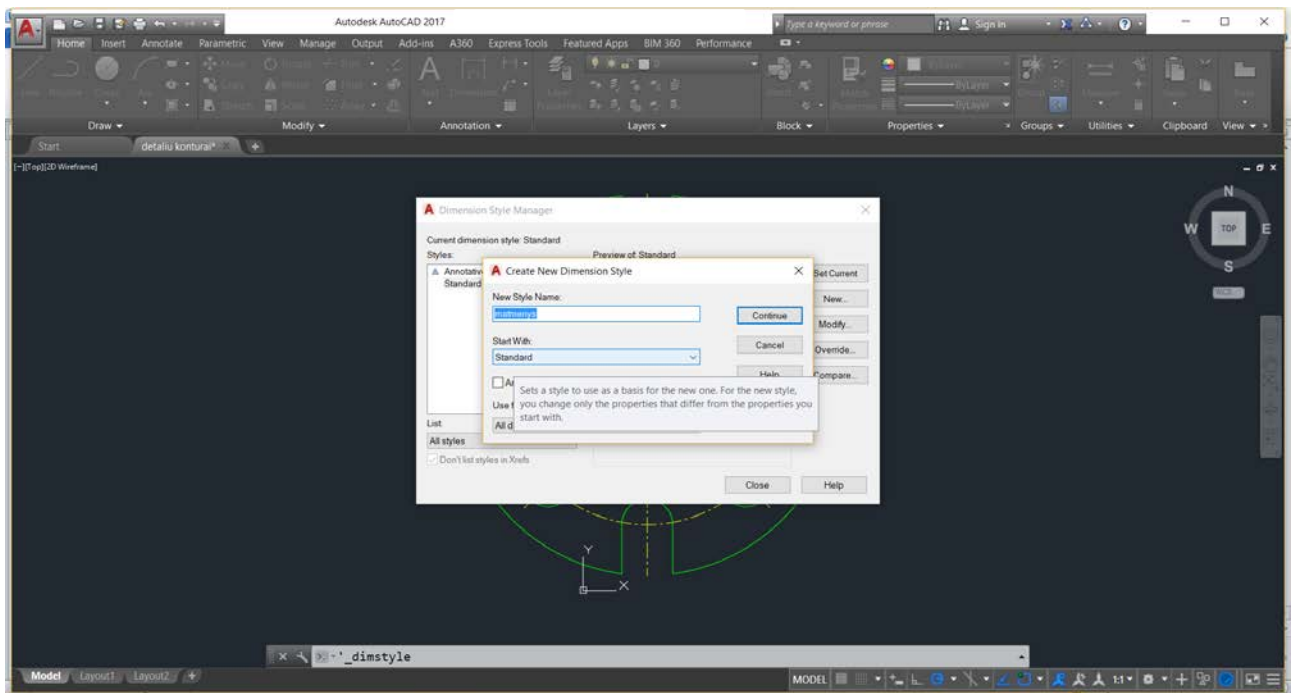 Autodesk AutoCAD 2017
Type a keyword or phrase
Sign In
Home Insert Annotate Parametric View Manage Output Add-ins A360 Express Tools Featured Apps BIM 360 Performance
Draw Modify Annotation Layers Block Properties Groups Utilities Clipboard View
Start detaliu konturai*
[−][Top][2D Wireframe]
N
W TOP E
S
Dimension Style Manager
Current dimension style: Standard
Styles: Preview of: Standard
Annotative
Standard
Set Current
New...
Modify...
Override...
Compare...
Create New Dimension Style
New Style Name:
Continue
Start With:
Standard
Cancel
Help
Sets a style to use as a basis for the new one. For the new style,
you change only the properties that differ from the properties you
start with.
Use f
All d
List:
All styles
Don't list styles in Xrefs
Close Help
Y
X
'_dimstyle
Model Layout1 Layout2 +
MODEL 1:1